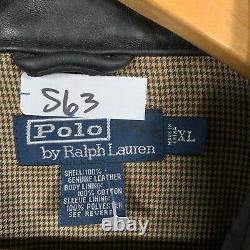 S63
Polo
by Ralph Lauren
XL
SHELL:100%
GENUINE LEATHER
BODY LINING:
100% COTTON
SLEEVE LINING:
100% POLYESTER
SEE REVERSE